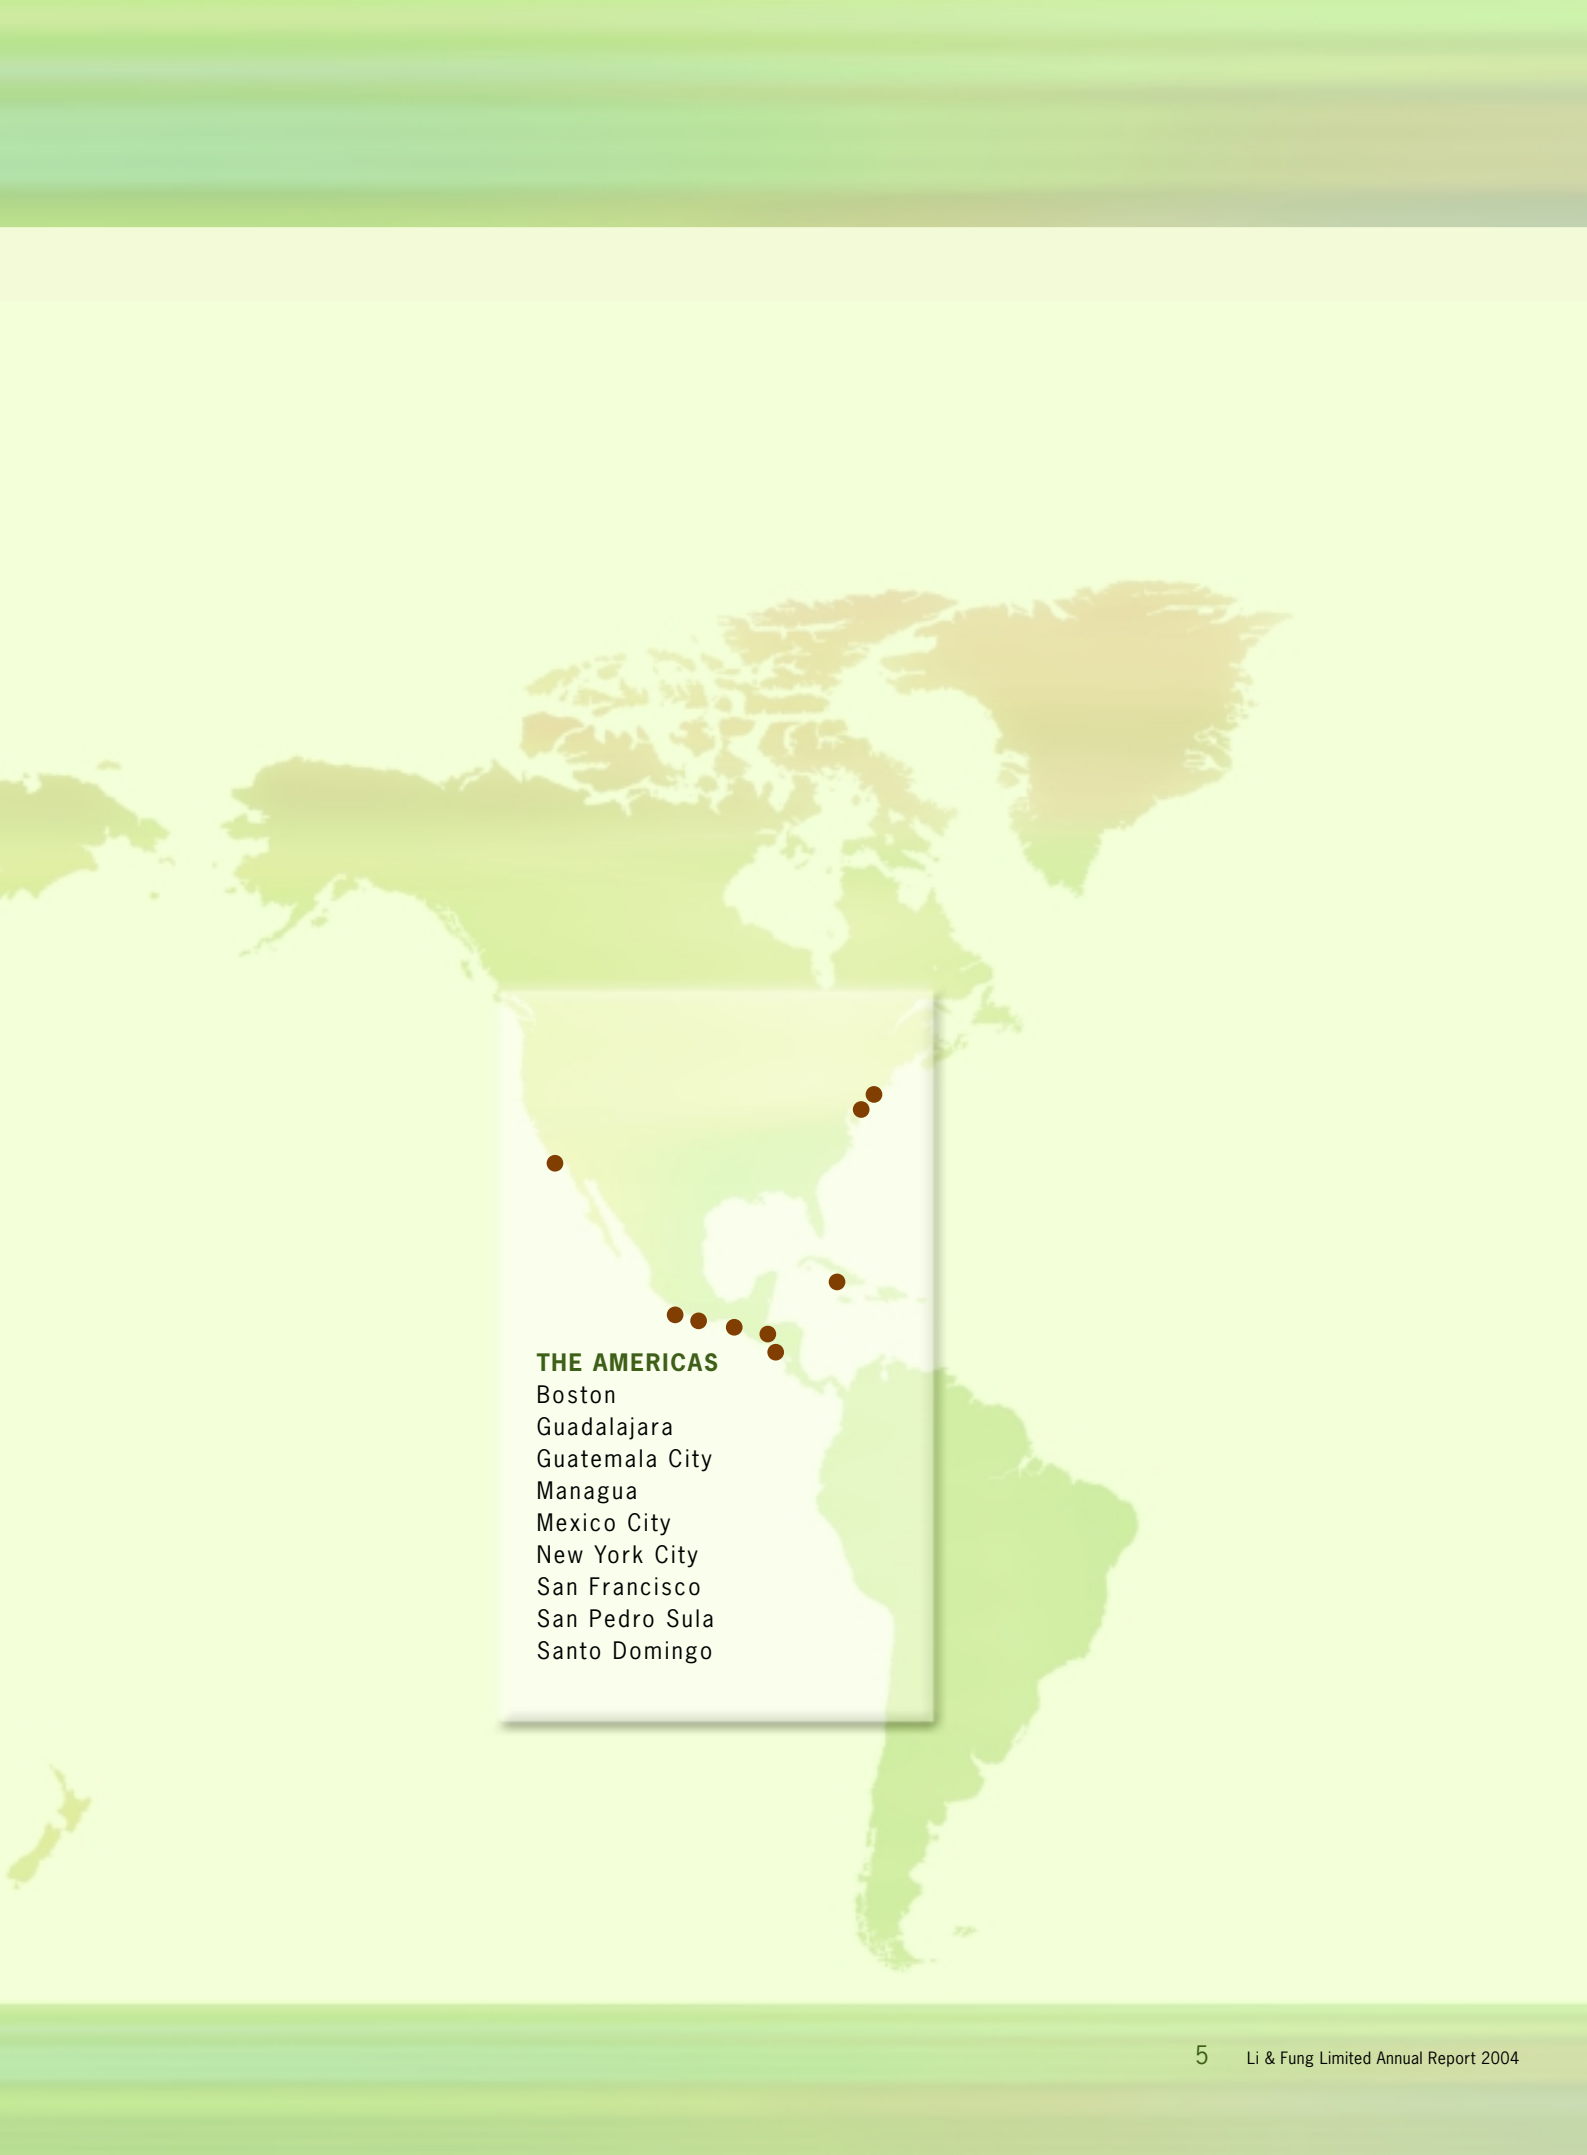 THE AMERICAS
Boston
Guadalajara
Guatemala City
Managua
Mexico City
New York City
San Francisco
San Pedro Sula
Santo Domingo
5 Li & Fung Limited Annual Report 2004